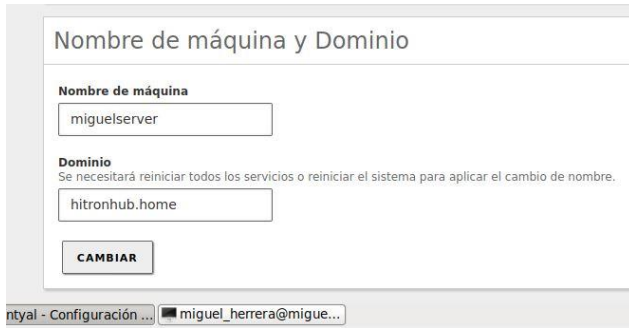 Nombre de máquina y Dominio
Nombre de máquina
miguelserver
Dominio
Se necesitará reiniciar todos los servicios o reiniciar el sistema para aplicar el cambio de nombre.
hitronhub.home
CAMBIAR
ntyal - Configuración ... miguel_herrera@migue...